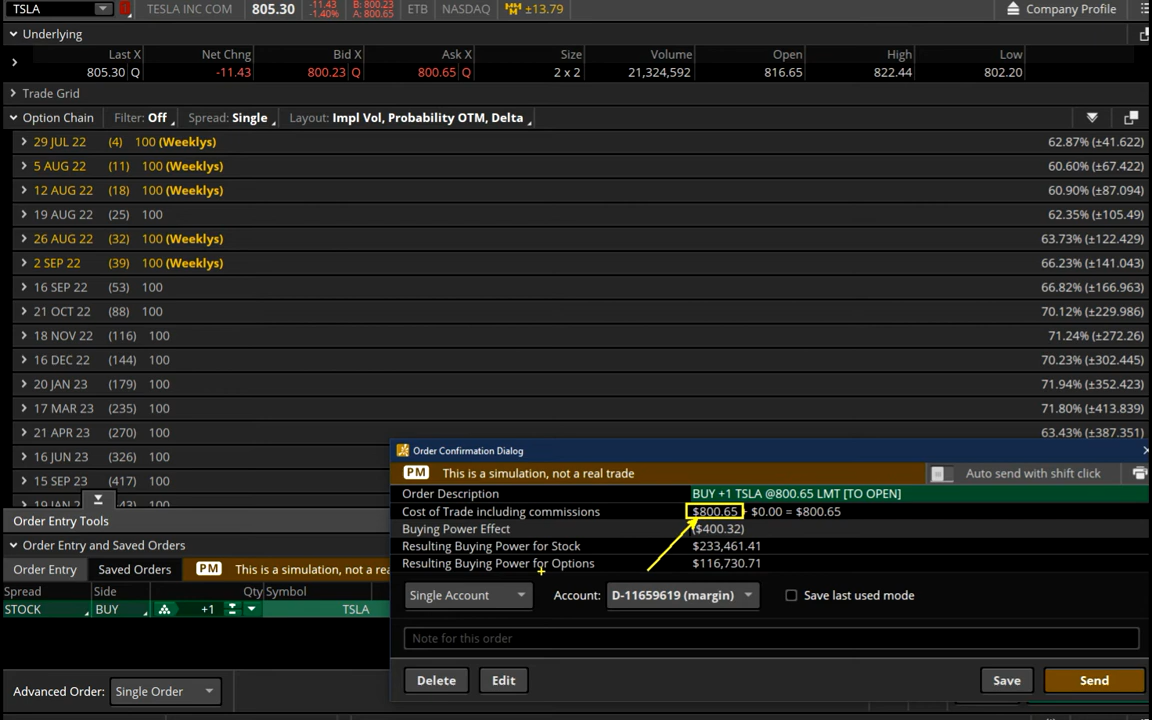 TSLA TESLA INC COM 805.30 -11.43 -1.40% B: 800.23 A: 800.65 ETB NASDAQ ±13.79 Company Profile
Underlying
Last X Net Chng Bid X Ask X Size Volume Open High Low
805.30 Q -11.43 800.23 Q 800.65 Q 2 x 2 21,324,592 816.65 822.44 802.20
Trade Grid
Option Chain Filter: Off Spread: Single Layout: Impl Vol, Probability OTM, Delta
29 JUL 22 (4) 100 (Weeklys) 62.87% (±41.622)
5 AUG 22 (11) 100 (Weeklys) 60.60% (±67.422)
12 AUG 22 (18) 100 (Weeklys) 60.90% (±87.094)
19 AUG 22 (25) 100 62.35% (±105.49)
26 AUG 22 (32) 100 (Weeklys) 63.73% (±122.429)
2 SEP 22 (39) 100 (Weeklys) 66.23% (±141.043)
16 SEP 22 (53) 100 66.82% (±166.963)
21 OCT 22 (88) 100 70.12% (±229.986)
18 NOV 22 (116) 100 71.24% (±272.26)
16 DEC 22 (144) 100 70.23% (±302.445)
20 JAN 23 (179) 100 71.94% (±352.423)
17 MAR 23 (235) 100 71.80% (±413.839)
21 APR 23 (270) 100 63.43% (±387.351)
16 JUN 23 (326) 100
15 SEP 23 (417) 100
Order Entry Tools
Order Entry and Saved Orders
Order Entry Saved Orders PM This is a simulation, not a rea
Spread Side Qty Symbol
STOCK BUY +1 TSLA
Advanced Order: Single Order
Order Confirmation Dialog
PM This is a simulation, not a real trade Auto send with shift click
Order Description BUY +1 TSLA @800.65 LMT [TO OPEN]
Cost of Trade including commissions $800.65 + $0.00 = $800.65
Buying Power Effect ($400.32)
Resulting Buying Power for Stock $233,461.41
Resulting Buying Power for Options $116,730.71
Single Account Account: D-11659619 (margin) Save last used mode
Note for this order
Delete Edit Save Send